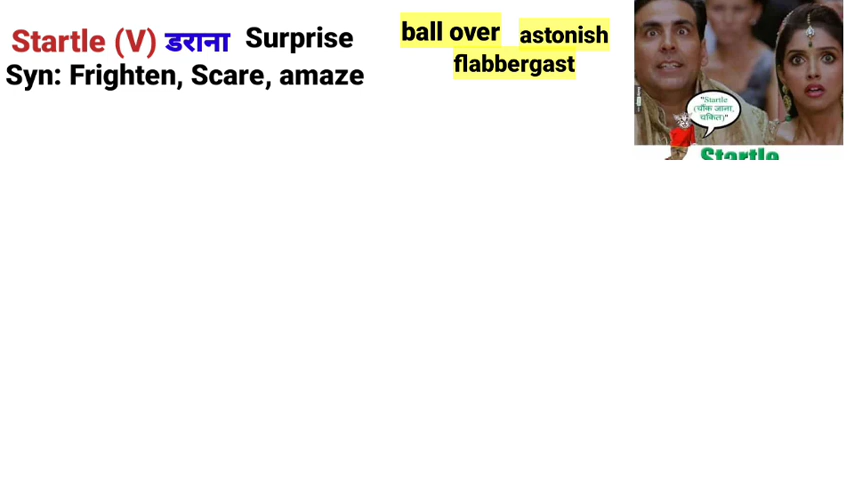 Startle (V) डराना Surprise
Syn: Frighten, Scare, amaze
ball over astonish
flabbergast
"Startle
(चौंक जाना,
चकित)"
Startle